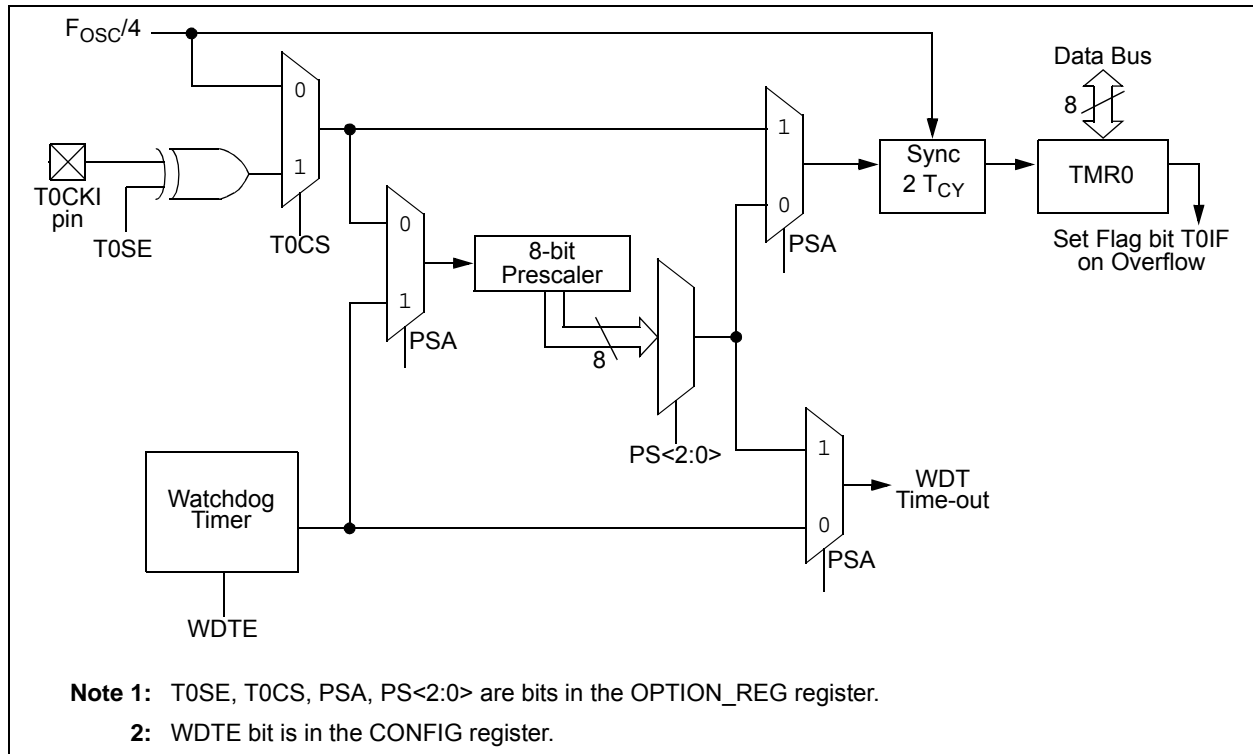 FOSC/4
Data Bus
8
0
1
T0CKI
pin
T0SE
T0CS
0
1
PSA
8-bit
Prescaler
8
PS<2:0>
1
0
PSA
Sync
2 TCY
TMR0
Set Flag bit T0IF
on Overflow
Watchdog
Timer
WDTE
1
0
PSA
WDT
Time-out
Note 1: T0SE, T0CS, PSA, PS<2:0> are bits in the OPTION_REG register.
2: WDTE bit is in the CONFIG register.